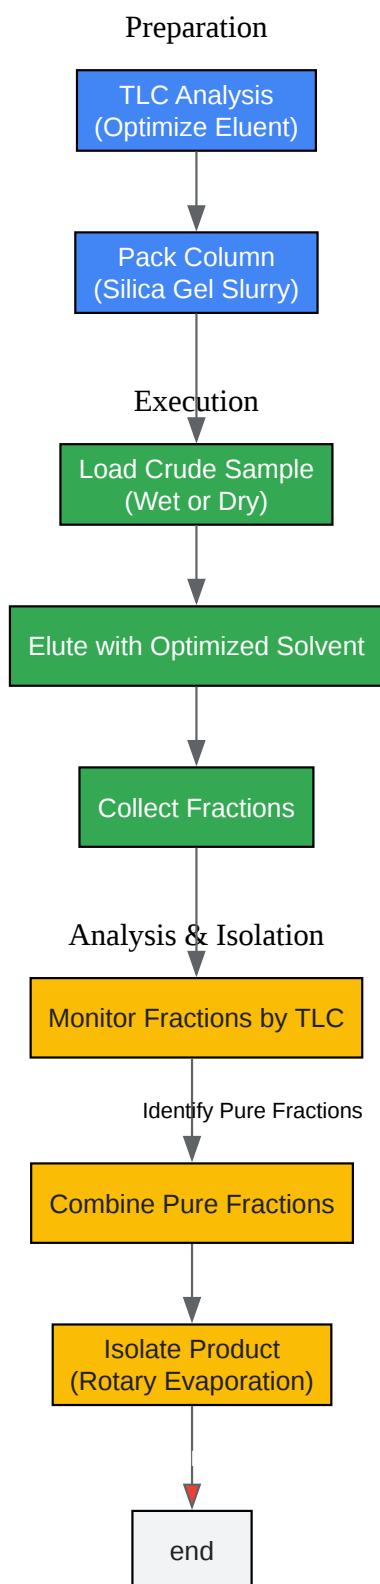 Preparation
TLC Analysis
(Optimize Eluent)
Pack Column
(Silica Gel Slurry)
Execution
Load Crude Sample
(Wet or Dry)
Elute with Optimized Solvent
Collect Fractions
Analysis & Isolation
Monitor Fractions by TLC
Identify Pure Fractions
Combine Pure Fractions
Isolate Product
(Rotary Evaporation)
end